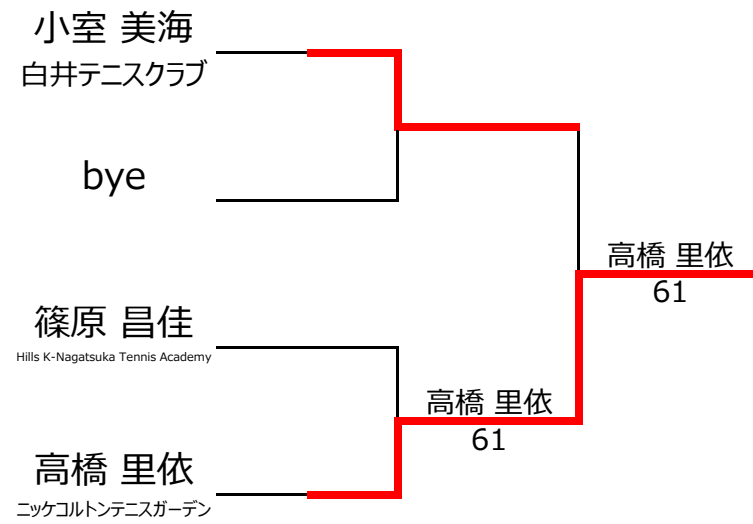 小室 美海
白井テニスクラブ
bye
篠原 昌佳
Hills K-Nagatsuka Tennis Academy
高橋 里依
ニッケコルトンテニスガーデン
高橋 里依
61
高橋 里依
61